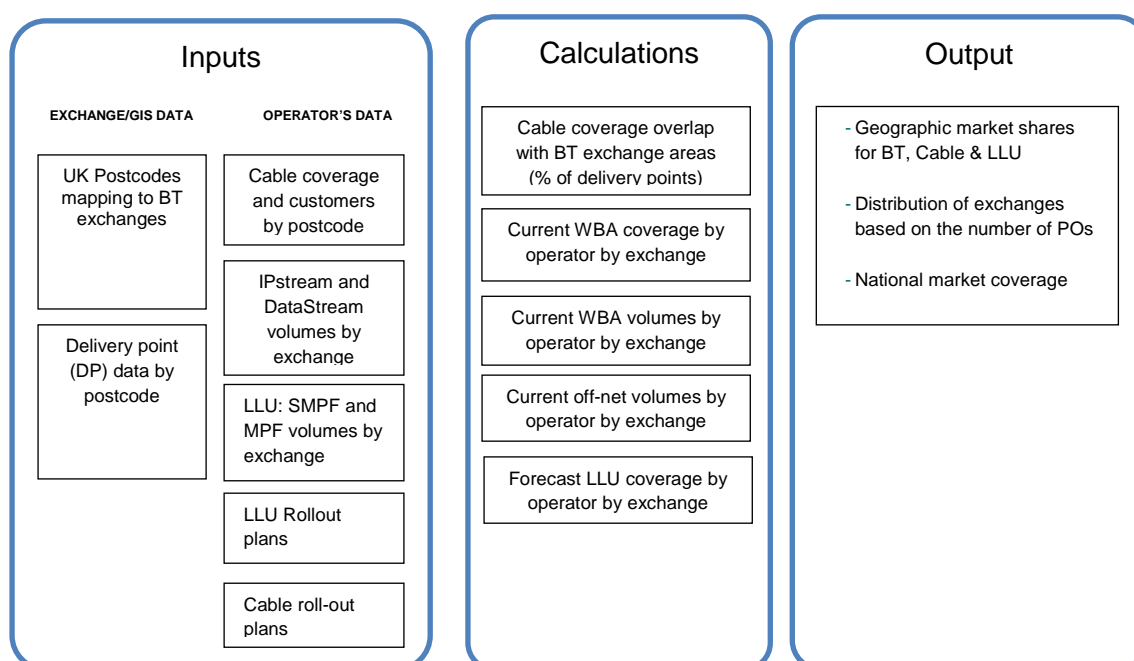 Inputs
EXCHANGE/GIS DATA
UK Postcodes
mapping to BT
exchanges
Delivery point
(DP) data by
postcode
OPERATOR'S DATA
Cable coverage
and customers
by postcode
IPstream and
DataStream
volumes by
exchange
LLU: SMPF and
MPF volumes by
exchange
LLU Rollout
plans
Cable roll-out
plans
Calculations
Cable coverage overlap
with BT exchange areas
(% of delivery points)
Current WBA coverage by
operator by exchange
Current WBA volumes by
operator by exchange
Current off-net volumes by
operator by exchange
Forecast LLU coverage by
operator by exchange
Output
- Geographic market shares
for BT, Cable & LLU
- Distribution of exchanges
based on the number of POs
- National market coverage